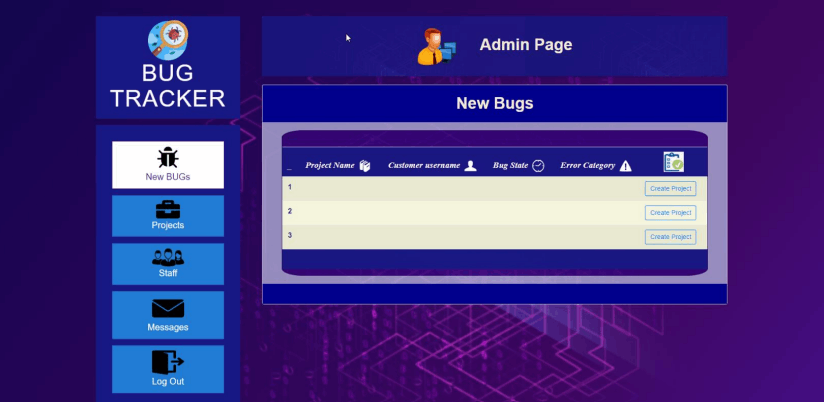 BUG
TRACKER
Admin Page
New BUGs
Projects
Staff
Messages
Log Out
New Bugs
_ Project Name Customer username Bug State Error Category
1 Create Project
2 Create Project
3 Create Project